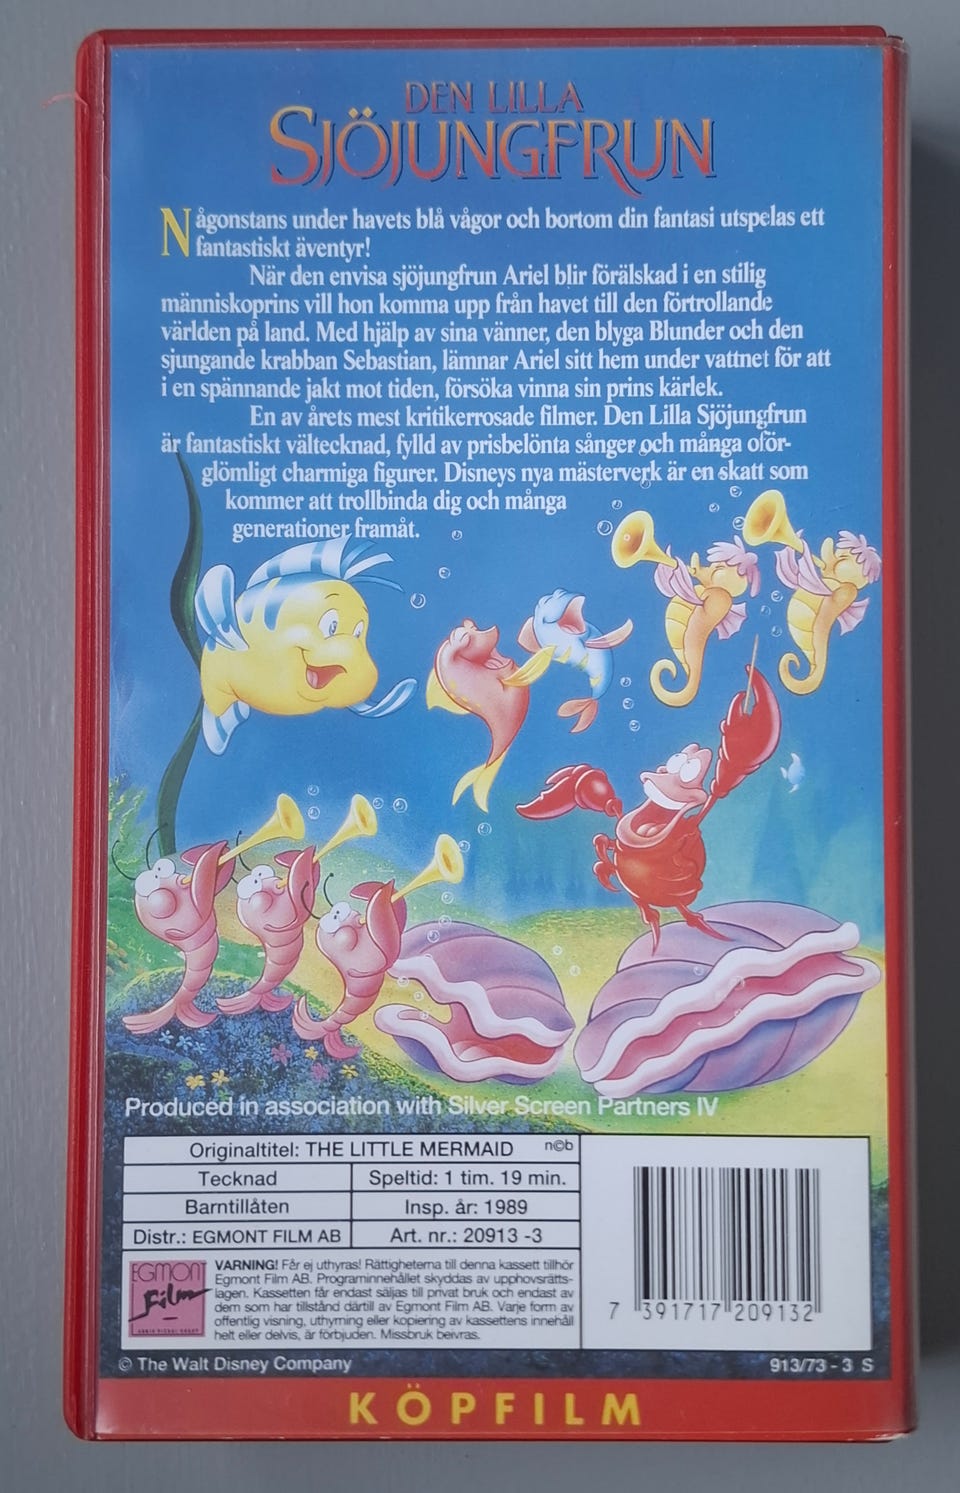 DEN LILLA
SJÖJUNGFRUN
Någonstans under havets blå vågor och bortom din fantasi utspelas ett
fantastiskt äventyr!
När den envisa sjöjungfrun Ariel blir förälskad i en stilig
människoprins vill hon komma upp från havet till den förtrollande
världen på land. Med hjälp av sina vänner, den blyga Blunder och den
sjungande krabban Sebastian, lämnar Ariel sitt hem under vattnet för att
i en spännande jakt mot tiden, försöka vinna sin prins kärlek.
En av årets mest kritikerrosade filmer. Den Lilla Sjöjungfrun
är fantastiskt vältecknad, fylld av prisbelönta sånger och många oför-
glömligt charmiga figurer. Disneys nya mästerverk är en skatt som
kommer att trollbinda dig och många
generationer framåt.
Produced in association with Silver Screen Partners IV
Originaltitel: THE LITTLE MERMAID n©b
Tecknad Speltid: 1 tim. 19 min.
Barntillåten Insp. år: 1989
Distr.: EGMONT FILM AB Art. nr.: 20913 -3
EGMONT
Film
VARNING! Får ej uthyras! Rättigheterna till denna kassett tillhör
Egmont Film AB. Programinnehållet skyddas av upphovsrätts-
lagen. Kassetten får endast säljas till privat bruk och endast av
dem som har tillstånd därtill av Egmont Film AB. Varje form av
offentlig visning, uthyrning eller kopiering av kassettens innehåll
helt eller delvis, är förbjuden. Missbruk beivras.
7 391717 209132
© The Walt Disney Company
913/73 - 3 S
KÖPFILM